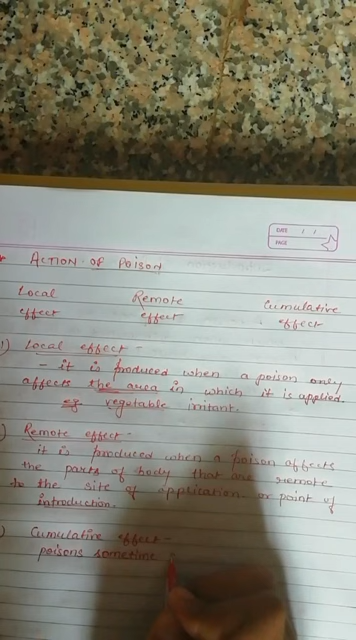 DATE / /
PAGE
ACTION OF POISON
Local Remote Cumulative
effect effect effect
) Local effect -
- it is produced when a poison only
affects the area in which it is applied.
eg vegetable irritant.
) Remote effect -
it is produced when a poison affects
the parts of body that are remote
to the site of application or point of
introduction.
) Cumulative effect -
poisons sometime